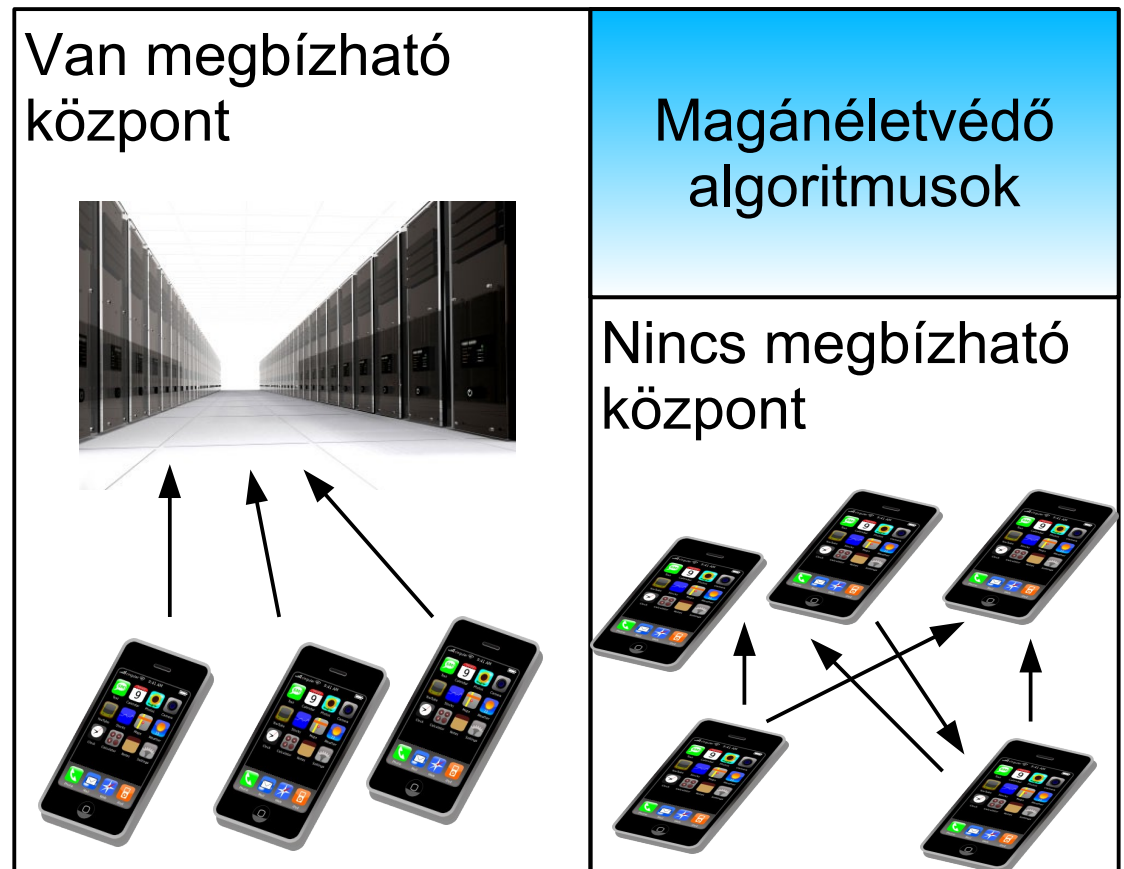 Van megbízható
központ
Magánéletvédő
algoritmusok
Nincs megbízható
központ